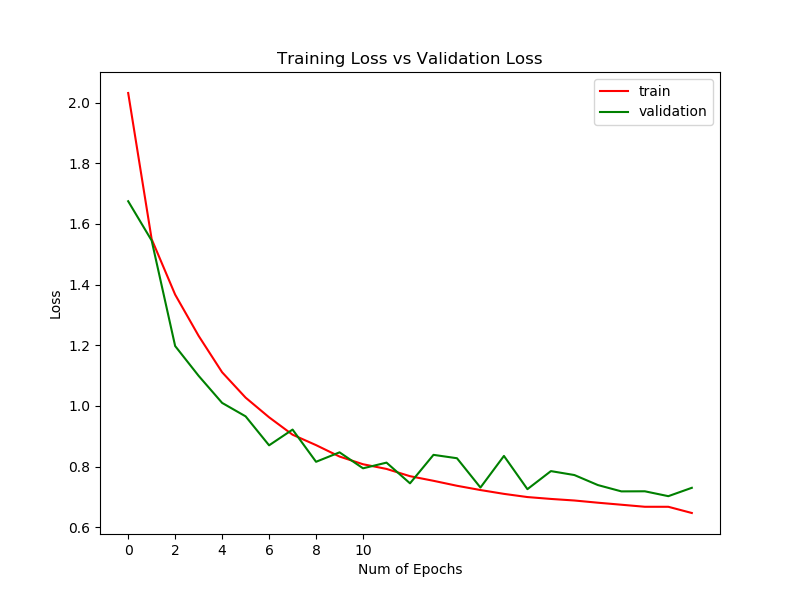 Training Loss vs Validation Loss
train
validation
2.0
1.8
1.6
1.4
1.2
1.0
0.8
0.6
Loss
0 2 4 6 8 10
Num of Epochs